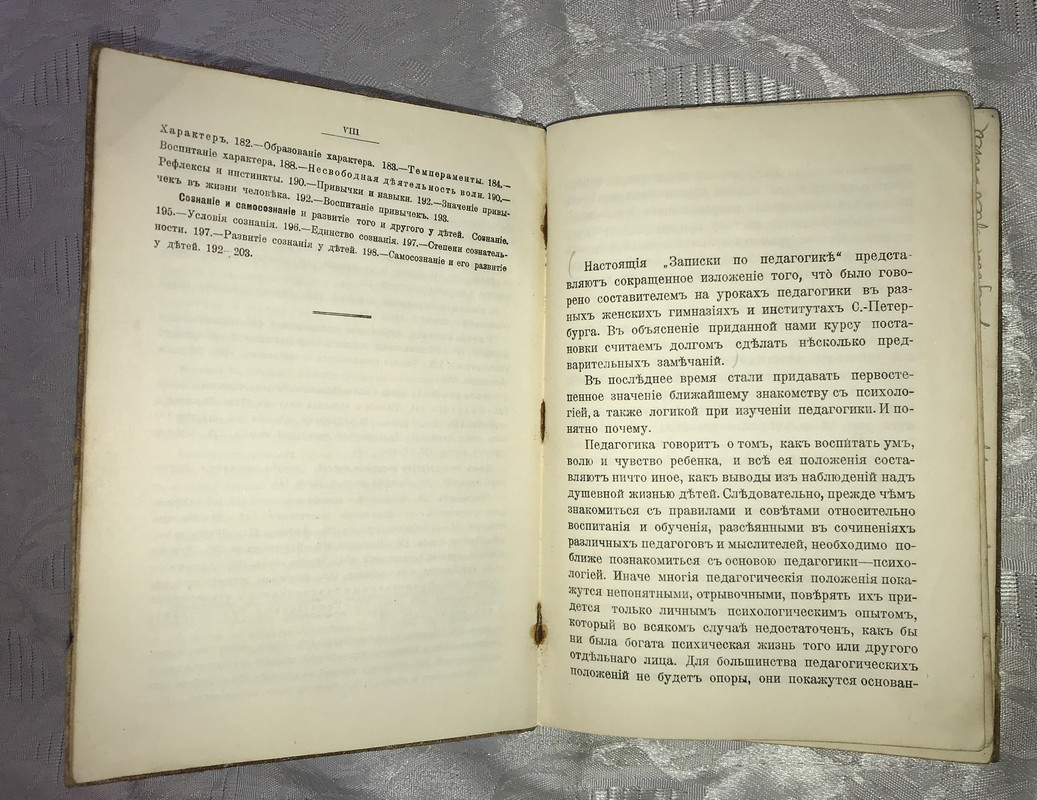 VIII
Характеръ. 182.—Образованіе характера. 183.—Темпераменты. 184.—
Воспитаніе характера. 188.—Несвободная дѣятельность воли. 190.—
Рефлексы и инстинкты. 190.—Привычки и навыки. 192.—Значеніе привы-
чекъ въ жизни человѣка. 192.—Воспитаніе привычекъ. 193.
Сознаніе и самосознаніе и развитіе того и другого у дѣтей. Сознаніе.
195.—Условія сознанія. 196.—Единство сознанія. 197.—Степени сознатель-
ности. 197.—Развитіе сознанія у дѣтей. 198.—Самосознаніе и его развитіе
у дѣтей. 192—203.
Настоящія „Записки по педагогикѣ“ предста-
вляютъ сокращенное изложеніе того, что̀ было гово-
рено составителемъ на урокахъ педагогики въ раз-
ныхъ женскихъ гимназіяхъ и институтахъ С.-Петер-
бурга. Въ объясненіе приданной нами курсу поста-
новки считаемъ долгомъ сдѣлать нѣсколько пред-
варительныхъ замѣчаній.
Въ послѣднее время стали придавать первосте-
пенное значеніе ближайшему знакомству съ психоло-
гіей, а также логикой при изученіи педагогики. И по-
нятно почему.
Педагогика говоритъ о томъ, какъ воспитать умъ,
волю и чувство ребенка, и всѣ ея положенія соста-
вляютъ ничто иное, какъ выводы изъ наблюденій надъ
душевной жизнью дѣтей. Слѣдовательно, прежде чѣмъ
знакомиться съ правилами и совѣтами относительно
воспитанія и обученія, разсѣянными въ сочиненіяхъ
различныхъ педагоговъ и мыслителей, необходимо по-
ближе познакомиться съ основою педагогики—психо-
логіей. Иначе многія педагогическія положенія пока-
жутся непонятными, отрывочными, повѣрять ихъ при-
дется только личнымъ психологическимъ опытомъ,
который во всякомъ случаѣ недостаточенъ, какъ бы
ни была богата психическая жизнь того или другого
отдѣльнаго лица. Для большинства педагогическихъ
положеній не будетъ опоры, они покажутся основан-